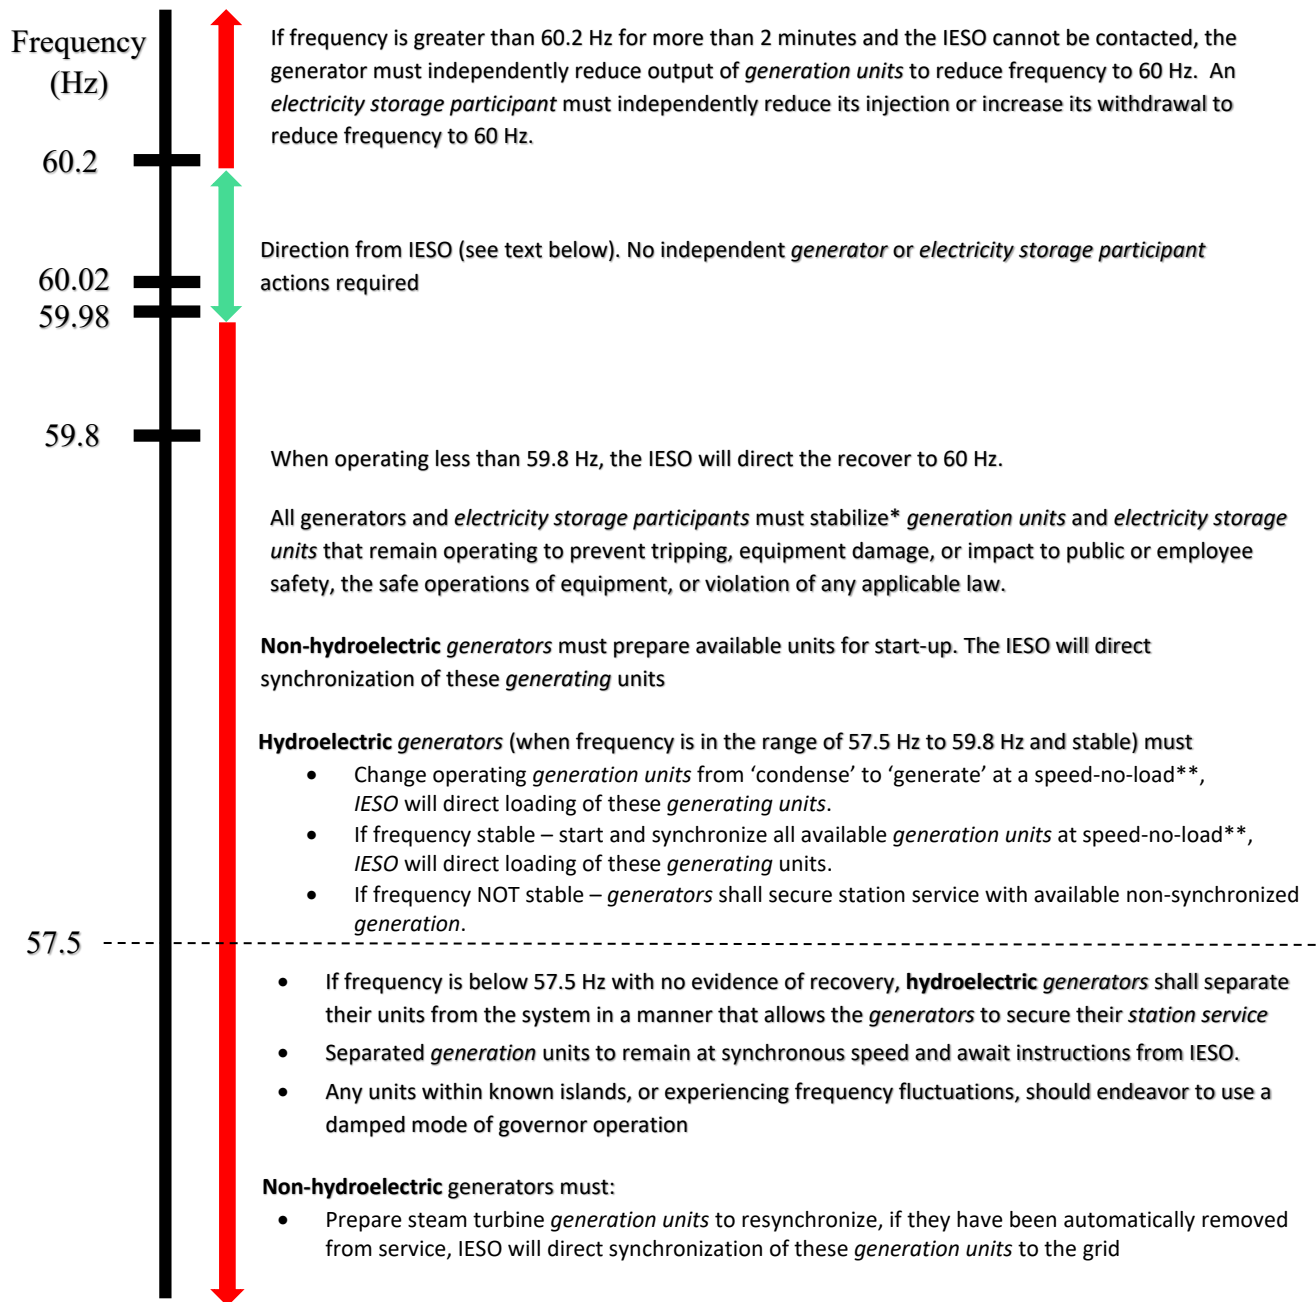 Frequency
(Hz)
If frequency is greater than 60.2 Hz for more than 2 minutes and the IESO cannot be contacted, the
generator must independently reduce output of generation units to reduce frequency to 60 Hz. An
electricity storage participant must independently reduce its injection or increase its withdrawal to
reduce frequency to 60 Hz.
60.2
Direction from IESO (see text below). No independent generator or electricity storage participant
actions required
60.02
59.98
59.8
When operating less than 59.8 Hz, the IESO will direct the recover to 60 Hz.
All generators and electricity storage participants must stabilize* generation units and electricity storage
units that remain operating to prevent tripping, equipment damage, or impact to public or employee
safety, the safe operations of equipment, or violation of any applicable law.
Non-hydroelectric generators must prepare available units for start-up. The IESO will direct
synchronization of these generating units
Hydroelectric generators (when frequency is in the range of 57.5 Hz to 59.8 Hz and stable) must
• Change operating generation units from ‘condense’ to ‘generate’ at a speed-no-load**,
IESO will direct loading of these generating units.
• If frequency stable – start and synchronize all available generation units at speed-no-load**,
IESO will direct loading of these generating units.
• If frequency NOT stable – generators shall secure station service with available non-synchronized
generation.
57.5
• If frequency is below 57.5 Hz with no evidence of recovery, hydroelectric generators shall separate
their units from the system in a manner that allows the generators to secure their station service
• Separated generation units to remain at synchronous speed and await instructions from IESO.
• Any units within known islands, or experiencing frequency fluctuations, should endeavor to use a
damped mode of governor operation
Non-hydroelectric generators must:
• Prepare steam turbine generation units to resynchronize, if they have been automatically removed
from service, IESO will direct synchronization of these generation units to the grid